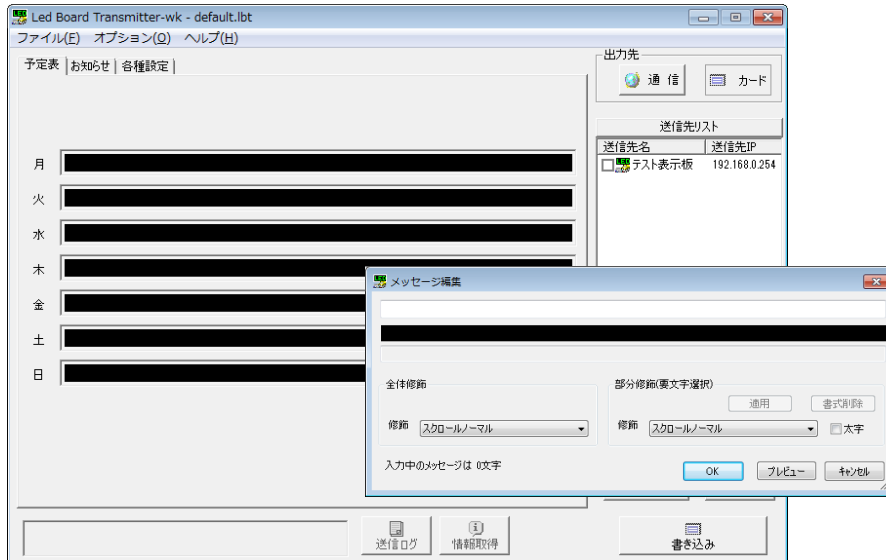 Led Board Transmitter-wk - default.lbt
ファイル(F) オプション(O) ヘルプ(H)
予定表 お知らせ 各種設定
出力先
通信 カード
送信先リスト
送信先名 送信先IP
テスト表示板 192.168.0.254
月
火
水
木
金
土
日
メッセージ編集
全体修飾
修飾 スクロールノーマル
部分修飾(要文字選択)
適用 書式削除
修飾 スクロールノーマル 太字
入力中のメッセージは 0文字
OK プレビュー キャンセル
送信ログ 情報取得 書き込み